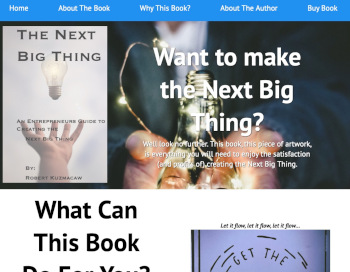 Home About The Book Why This Book? About The Author Buy Book
The Next
Big Thing
An Entrepreneurs Guide to
Creating the
Next Big Thing
By:
Robert Kuzmacaw
Want to make
the Next Big
Thing?
Well look no further. This book, this piece of artwork,
is everything you will need to enjoy the satisfaction
(and profits of) creating the Next Big Thing.
What Can
This Book
Do For You?
Let it flow, let it flow, let it flow...
GET THE